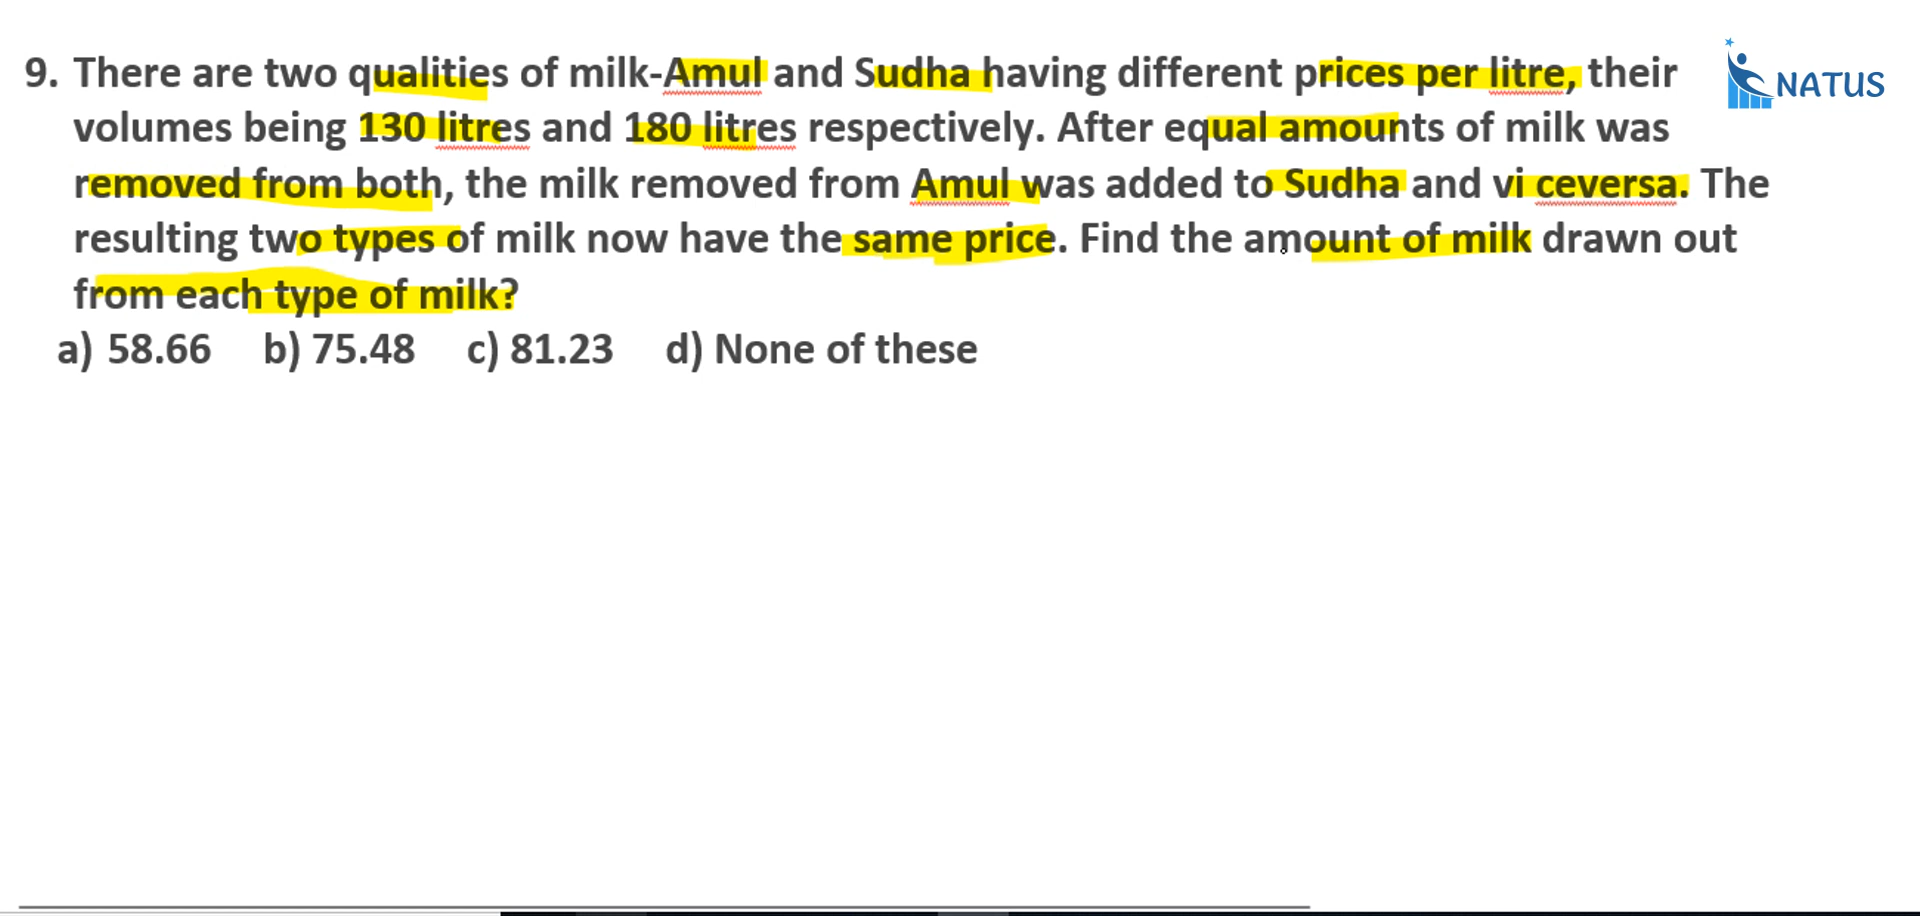 9. There are two qualities of milk-Amul and Sudha having different prices per litre, their
NATUS
volumes being 130 litres and 180 litres respectively. After equal amounts of milk was
removed from both, the milk removed from Amul was added to Sudha and vi ceversa. The
resulting two types of milk now have the same price. Find the amount of milk drawn out
from each type of milk?
a) 58.66 b) 75.48 c) 81.23 d) None of these